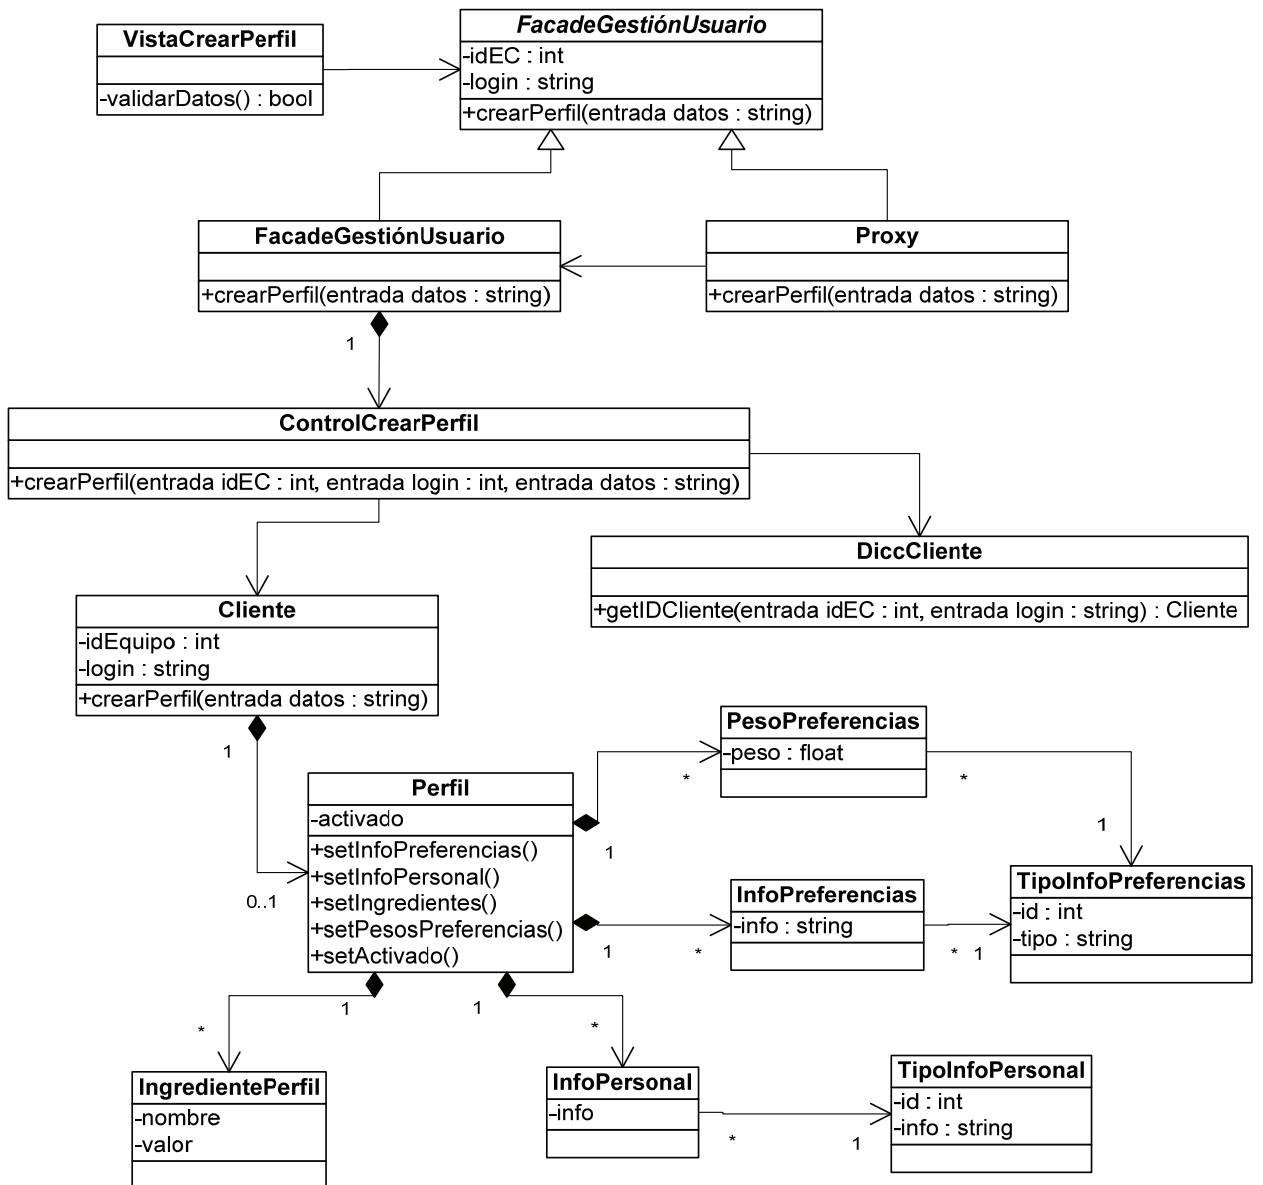 VistaCrearPerfil
-validarDatos() : bool
FacadeGestiónUsuario
-idEC : int
-login : string
+crearPerfil(entrada datos : string)
FacadeGestiónUsuario
+crearPerfil(entrada datos : string)
Proxy
+crearPerfil(entrada datos : string)
1
ControlCrearPerfil
+crearPerfil(entrada idEC : int, entrada login : int, entrada datos : string)
DiccCliente
+getIDCliente(entrada idEC : int, entrada login : string) : Cliente
Cliente
-idEquipo : int
-login : string
+crearPerfil(entrada datos : string)
1
0..1
Perfil
-activado
+setInfoPreferencias()
+setInfoPersonal()
+setIngredientes()
+setPesosPreferencias()
+setActivado()
1
*
PesoPreferencias
-peso : float
*
1
1
*
InfoPreferencias
-info : string
*
1
TipoInfoPreferencias
-id : int
-tipo : string
1
*
IngredientePerfil
-nombre
-valor
1
*
InfoPersonal
-info
*
1
TipoInfoPersonal
-id : int
-info : string